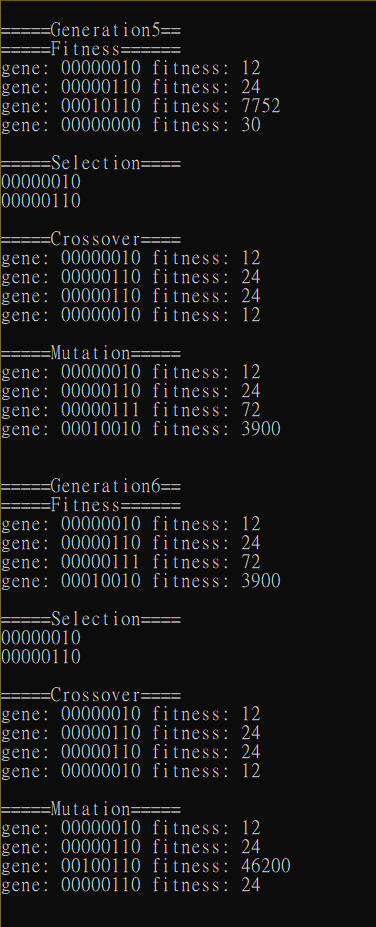 =====Generation5==
=====Fitness======
gene: 00000010 fitness: 12
gene: 00000110 fitness: 24
gene: 00010110 fitness: 7752
gene: 00000000 fitness: 30
=====Selection====
00000010
00000110
=====Crossover====
gene: 00000010 fitness: 12
gene: 00000110 fitness: 24
gene: 00000110 fitness: 24
gene: 00000010 fitness: 12
=====Mutation=====
gene: 00000010 fitness: 12
gene: 00000110 fitness: 24
gene: 00000111 fitness: 72
gene: 00010010 fitness: 3900
=====Generation6==
=====Fitness======
gene: 00000010 fitness: 12
gene: 00000110 fitness: 24
gene: 00000111 fitness: 72
gene: 00010010 fitness: 3900
=====Selection====
00000010
00000110
=====Crossover====
gene: 00000010 fitness: 12
gene: 00000110 fitness: 24
gene: 00000110 fitness: 24
gene: 00000010 fitness: 12
=====Mutation=====
gene: 00000010 fitness: 12
gene: 00000110 fitness: 24
gene: 00100110 fitness: 46200
gene: 00000110 fitness: 24